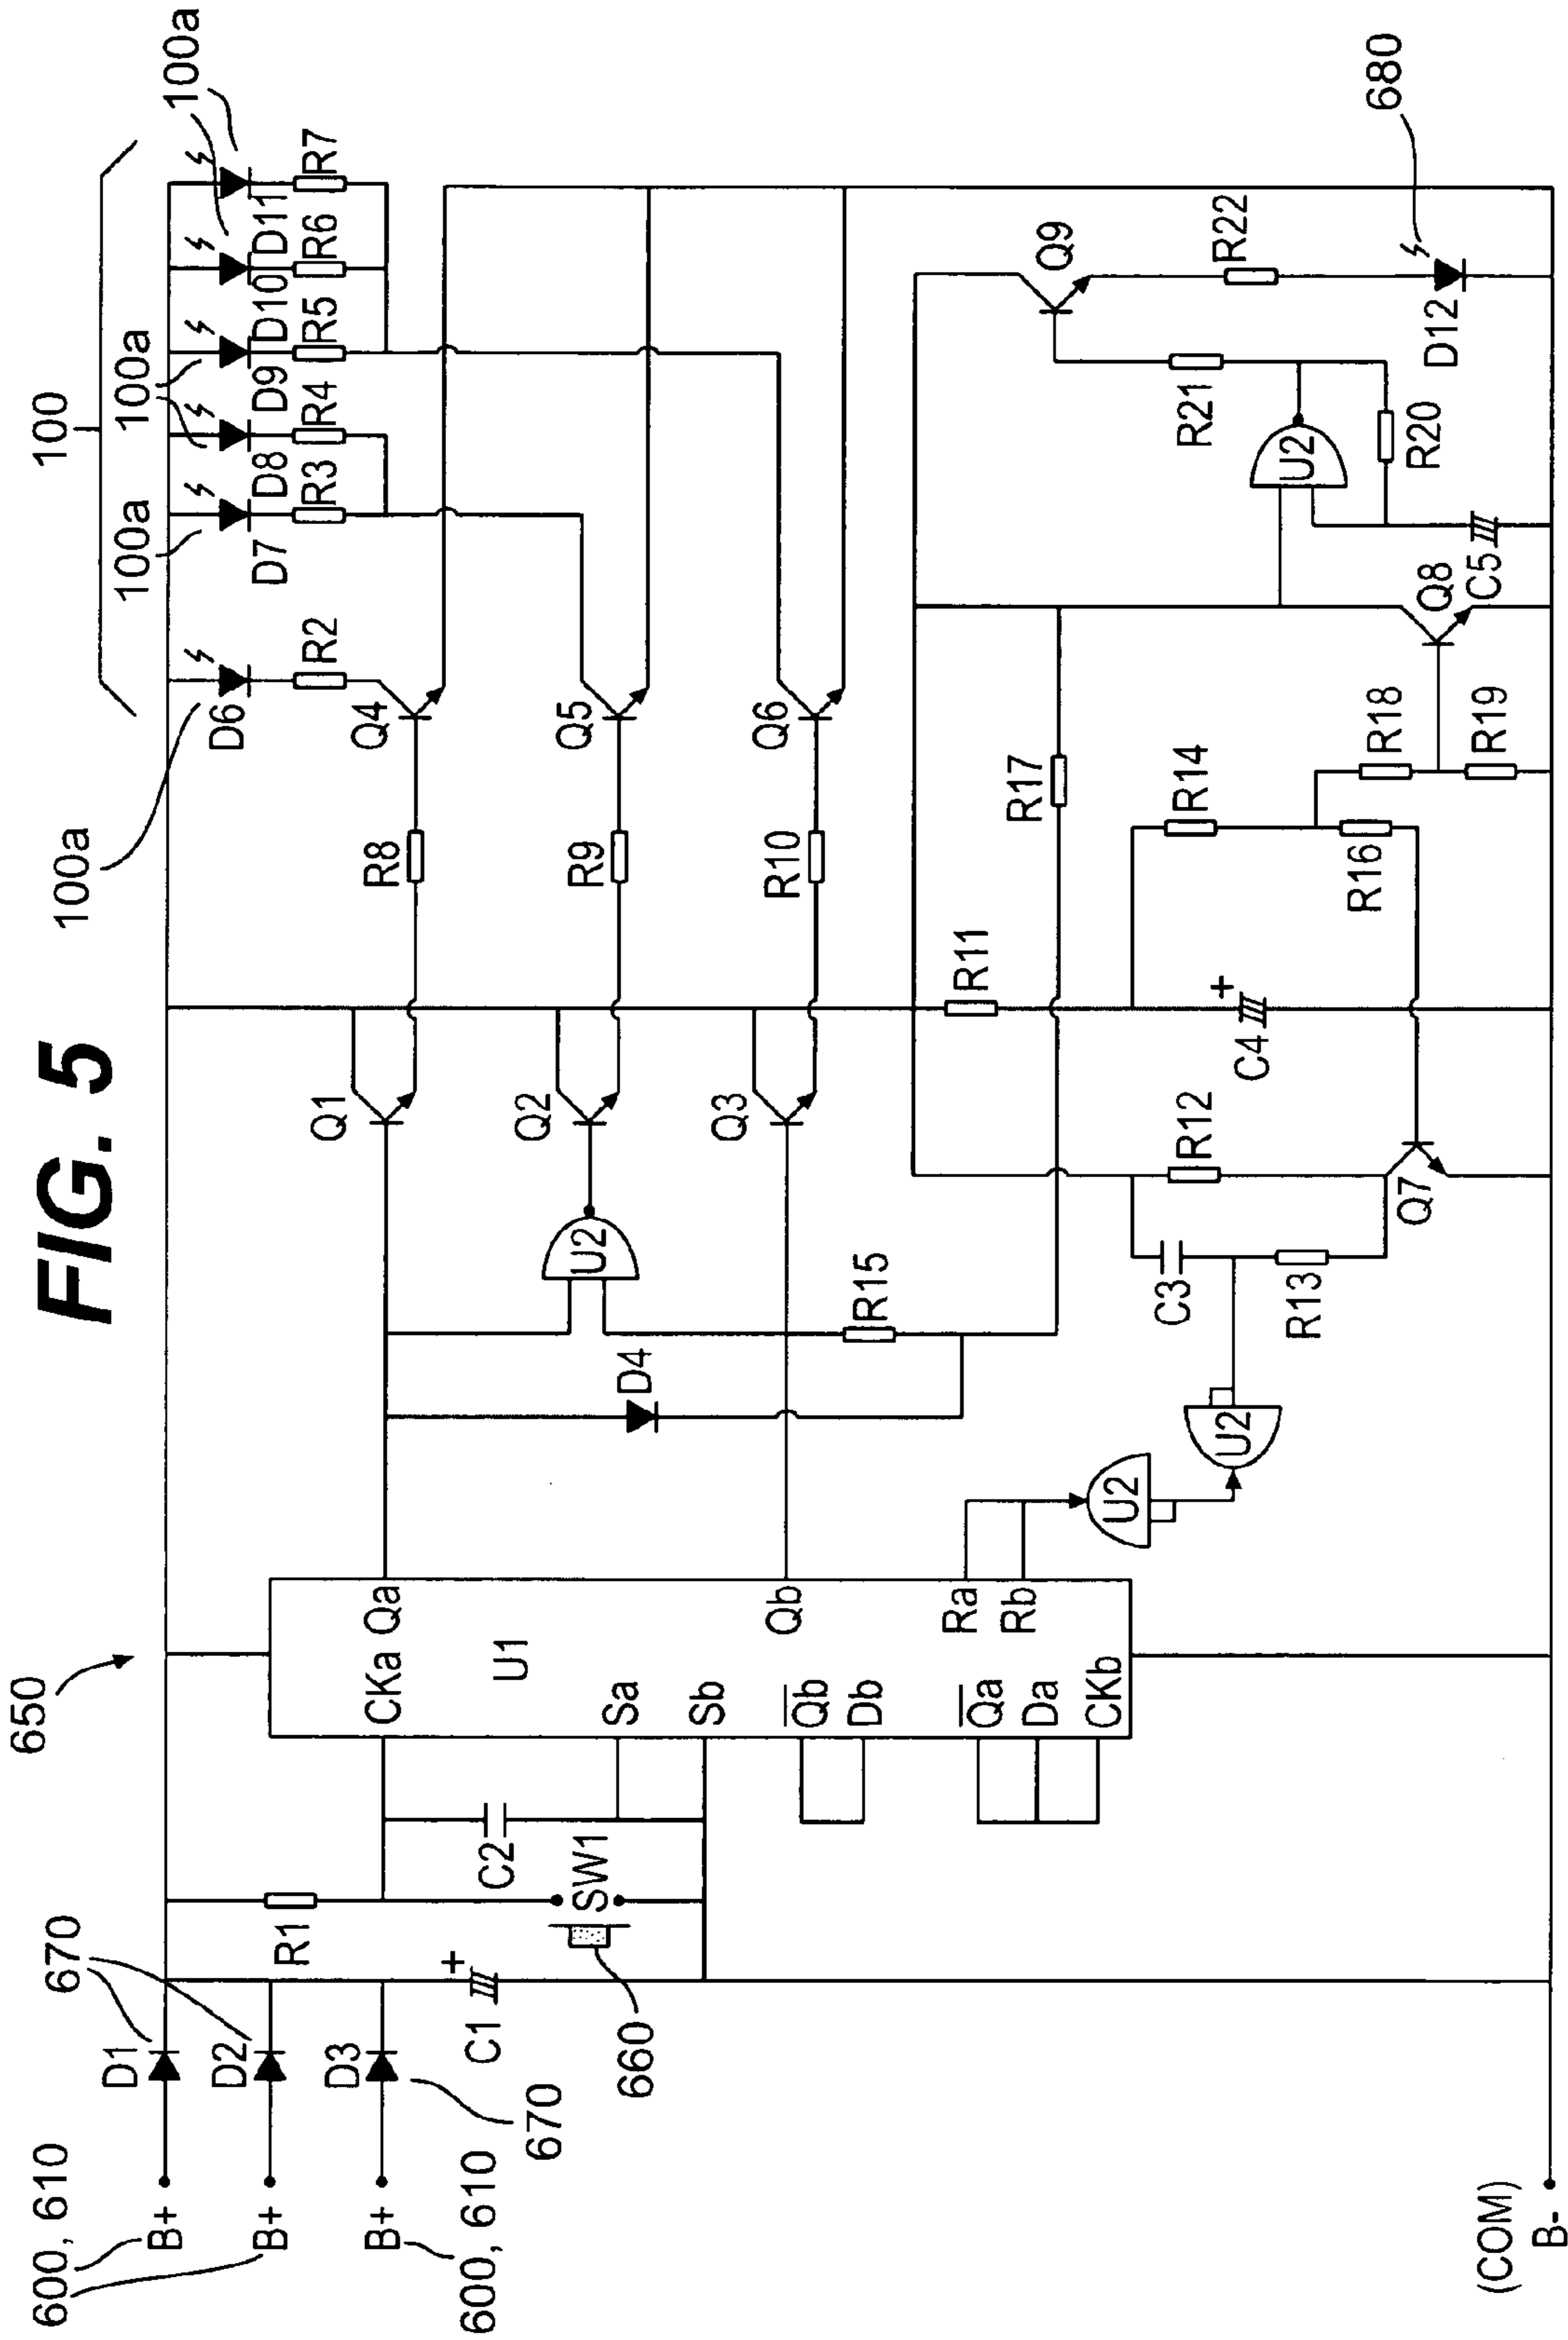 FIG. 5
100
100a
100a
100a
100a
D6
D7
D8
D9
D10
D11
R2
R3
R4
R5
R6
R7
650
670
600, 610
B+
D1
B+
D2
B+
D3
600, 610
670
R1
C1
+
C2
SW1
660
U1
CKa
Qa
Sa
Sb
Qb
Qb
Db
Ra
Rb
Qa
Da
CKb
Q1
Q2
Q3
U2
D4
R15
R8
R9
R10
Q4
Q5
Q6
R11
R17
U2
U2
C3
R12
R13
Q7
C4
+
R14
R16
R18
R19
Q8
C5
U2
R20
R21
Q9
R22
D12
680
(COM)
B-